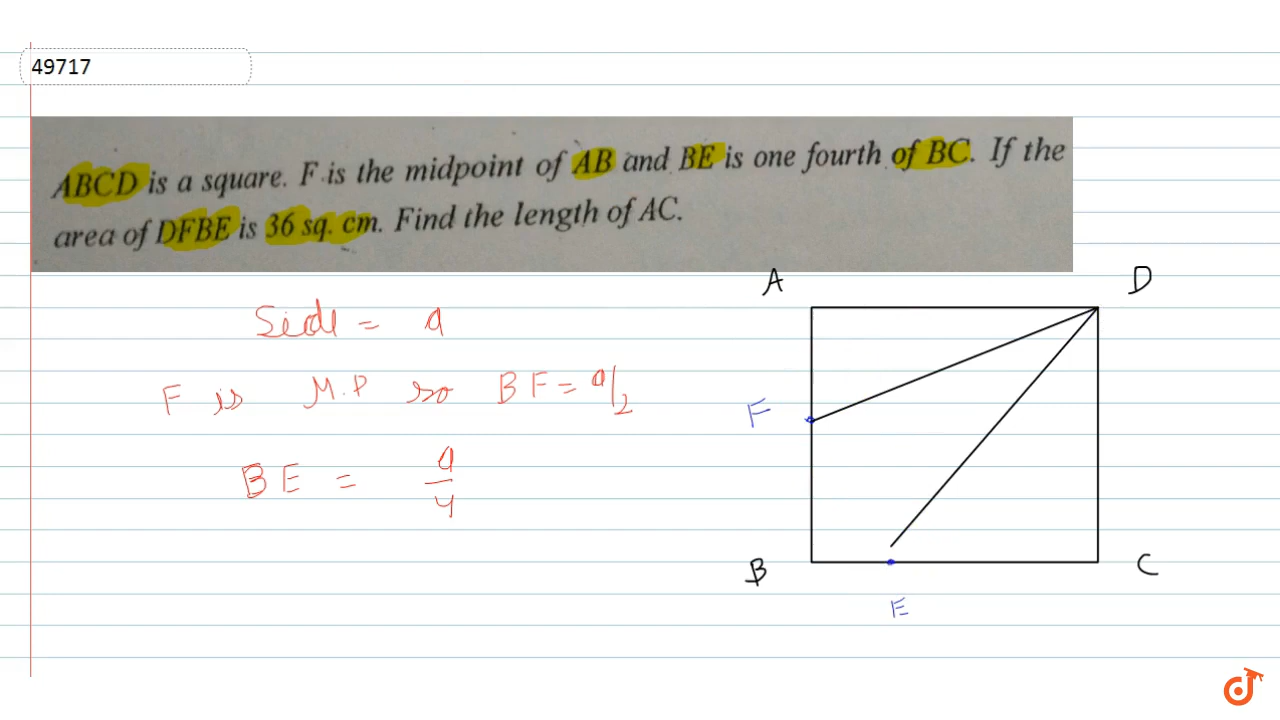 49717
ABCD is a square. F is the midpoint of AB and BE is one fourth of BC. If the
area of DFBE is 36 sq. cm. Find the length of AC.
A
D
Side = a
F is M.P so BF = a/2
F
BE = a/4
B
C
E